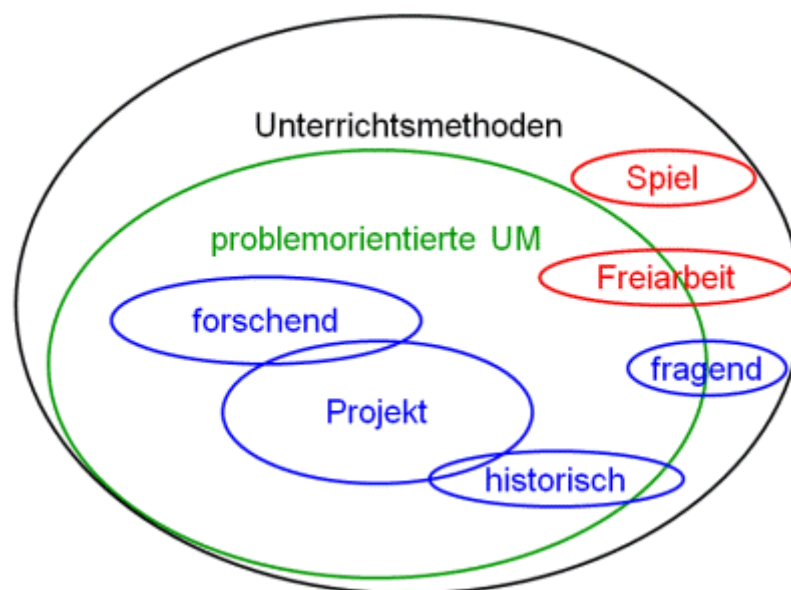 Unterrichtsmethoden
Spiel
problemorientierte UM
Freiarbeit
forschend
fragend
Projekt
historisch